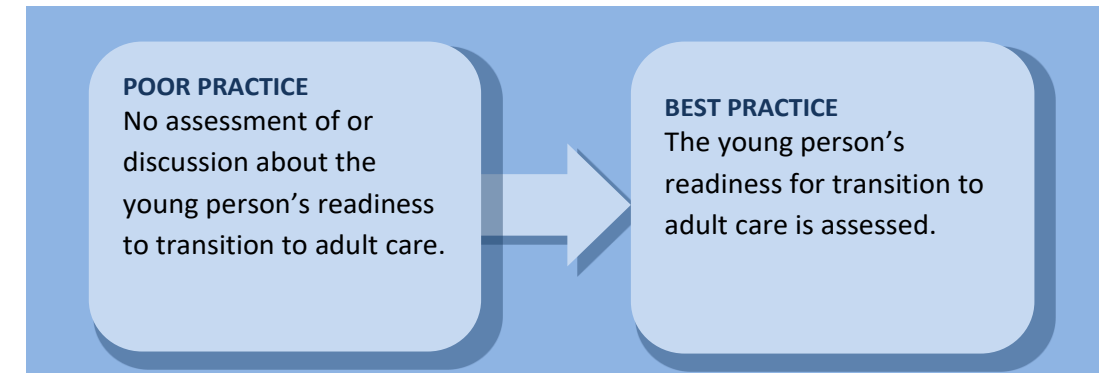 POOR PRACTICE
No assessment of or
discussion about the
young person’s readiness
to transition to adult care.
BEST PRACTICE
The young person’s
readiness for transition to
adult care is assessed.